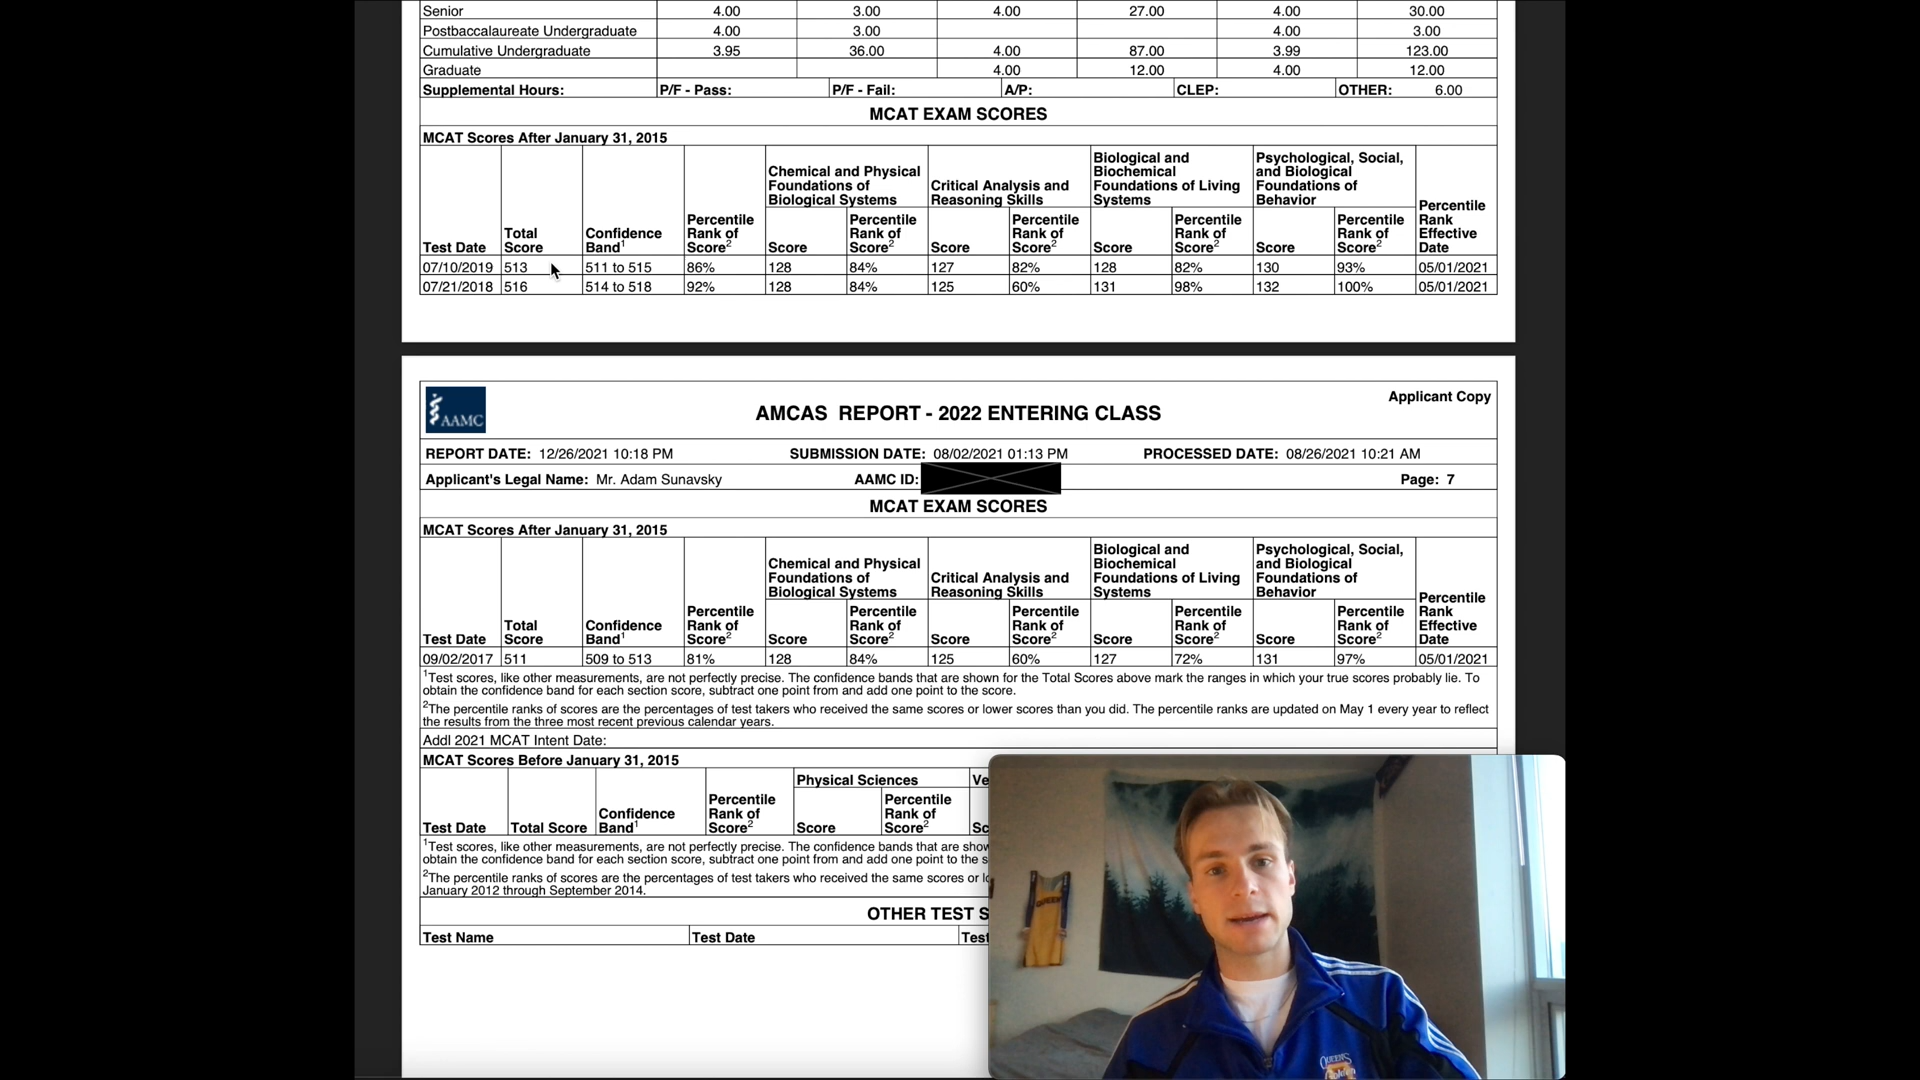 Senior 4.00 3.00 4.00 27.00 4.00 30.00
Postbaccalaureate Undergraduate 4.00 3.00 4.00 3.00
Cumulative Undergraduate 3.95 36.00 4.00 87.00 3.99 123.00
Graduate 4.00 12.00 4.00 12.00
Supplemental Hours: P/F - Pass: P/F - Fail: A/P: CLEP: OTHER: 6.00
MCAT EXAM SCORES
MCAT Scores After January 31, 2015
Chemical and Physical Foundations of Biological Systems
Critical Analysis and Reasoning Skills
Biological and Biochemical Foundations of Living Systems
Psychological, Social, and Biological Foundations of Behavior
Test Date Total Score Confidence Band1 Percentile Rank of Score2 Score Percentile Rank of Score2 Score Percentile Rank of Score2 Score Percentile Rank of Score2 Score Percentile Rank of Score2 Percentile Rank Effective Date
07/10/2019 513 511 to 515 86% 128 84% 127 82% 128 82% 130 93% 05/01/2021
07/21/2018 516 514 to 518 92% 128 84% 125 60% 131 98% 132 100% 05/01/2021
AAMC
Applicant Copy
AMCAS REPORT - 2022 ENTERING CLASS
REPORT DATE: 12/26/2021 10:18 PM SUBMISSION DATE: 08/02/2021 01:13 PM PROCESSED DATE: 08/26/2021 10:21 AM
Applicant's Legal Name: Mr. Adam Sunavsky AAMC ID: Page: 7
MCAT EXAM SCORES
MCAT Scores After January 31, 2015
Chemical and Physical Foundations of Biological Systems
Critical Analysis and Reasoning Skills
Biological and Biochemical Foundations of Living Systems
Psychological, Social, and Biological Foundations of Behavior
Test Date Total Score Confidence Band1 Percentile Rank of Score2 Score Percentile Rank of Score2 Score Percentile Rank of Score2 Score Percentile Rank of Score2 Score Percentile Rank of Score2 Percentile Rank Effective Date
09/02/2017 511 509 to 513 81% 128 84% 125 60% 127 72% 131 97% 05/01/2021
1Test scores, like other measurements, are not perfectly precise. The confidence bands that are shown for the Total Scores above mark the ranges in which your true scores probably lie. To
obtain the confidence band for each section score, subtract one point from and add one point to the score.
2The percentile ranks of scores are the percentages of test takers who received the same scores or lower scores than you did. The percentile ranks are updated on May 1 every year to reflect
the results from the three most recent previous calendar years.
Addl 2021 MCAT Intent Date:
MCAT Scores Before January 31, 2015
Physical Sciences Ve
Test Date Total Score Confidence Band1 Percentile Rank of Score2 Score Percentile Rank of Score2 Sc
1Test scores, like other measurements, are not perfectly precise. The confidence bands that are show
obtain the confidence band for each section score, subtract one point from and add one point to the s
2The percentile ranks of scores are the percentages of test takers who received the same scores or lo
January 2012 through September 2014.
OTHER TEST S
Test Name Test Date Test
QUEEN'S
Golden